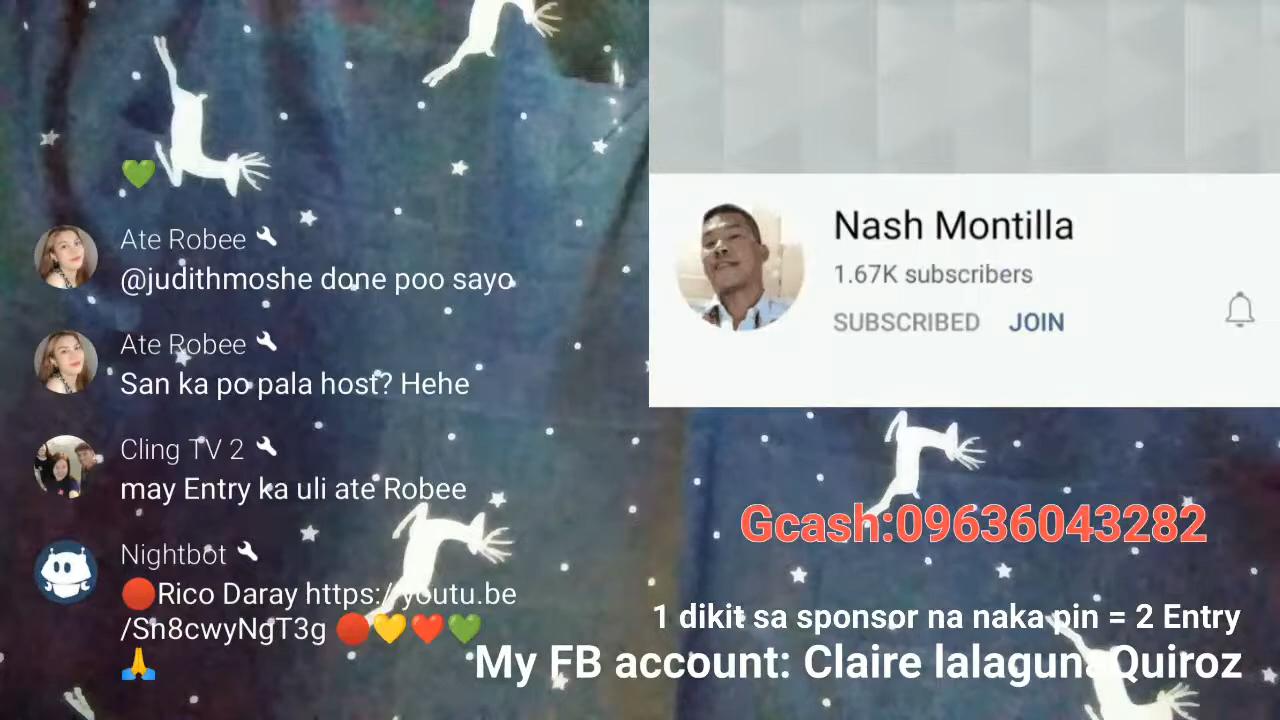 💚
Ate Robee
@judithmoshe done poo sayo
Ate Robee
San ka po pala host? Hehe
Cling TV 2
may Entry ka uli ate Robee
Nightbot
🔴Rico Daray https://youtu.be
/Sn8cwyNgT3g 🔴💛❤️💚
🙏
Nash Montilla
1.67K subscribers
SUBSCRIBED JOIN
Gcash:09636043282
1 dikit sa sponsor na naka pin = 2 Entry
My FB account: Claire lalaguna Quiroz